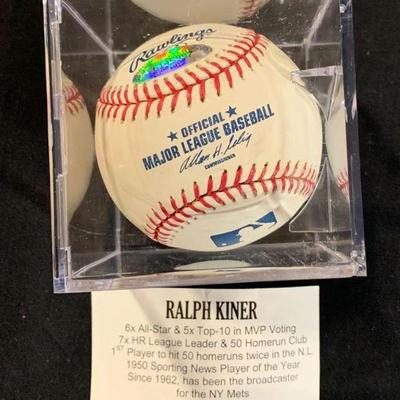 Rawlings
OFFICIAL
MAJOR LEAGUE BASEBALL
Allan H. Selig
COMMISSIONER
RALPH KINER
6x All-Star & 5x Top-10 in MVP Voting
7x HR League Leader & 50 Homerun Club
1ST Player to hit 50 homeruns twice in the N.L.
1950 Sporting News Player of the Year
Since 1962, has been the broadcaster
for the NY Mets